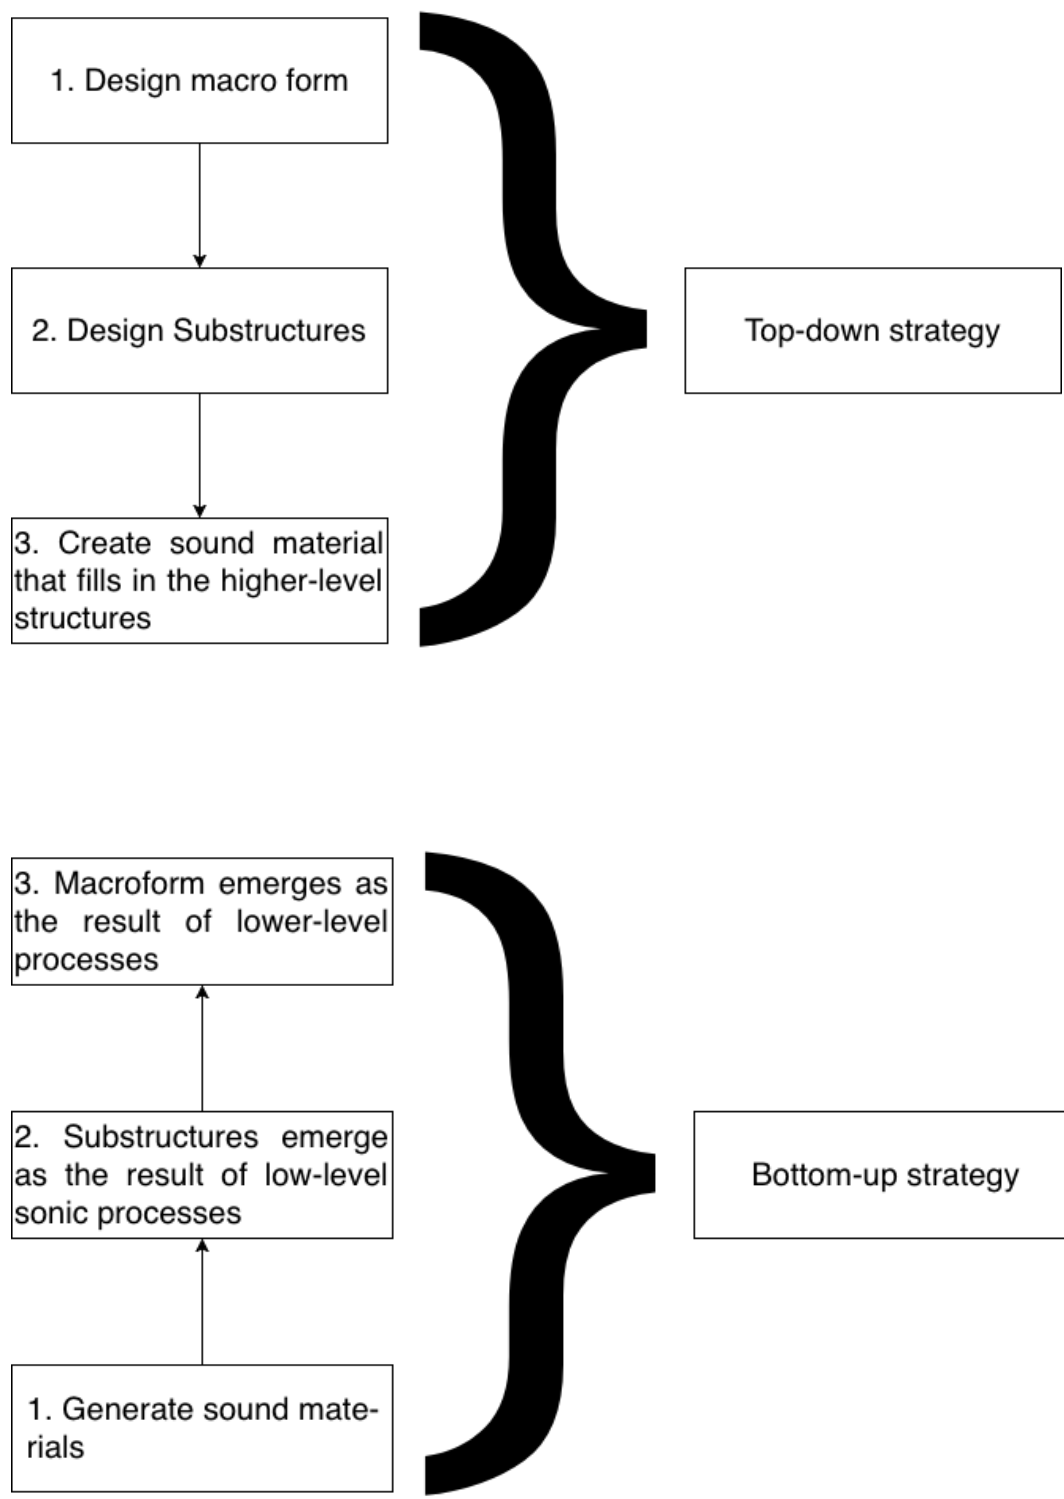 1. Design macro form
2. Design Substructures
Top-down strategy
3. Create sound material
that fills in the higher-level
structures
3. Macroform emerges as
the result of lower-level
processes
2. Substructures emerge
as the result of low-level
sonic processes
Bottom-up strategy
1. Generate sound mate-
rials